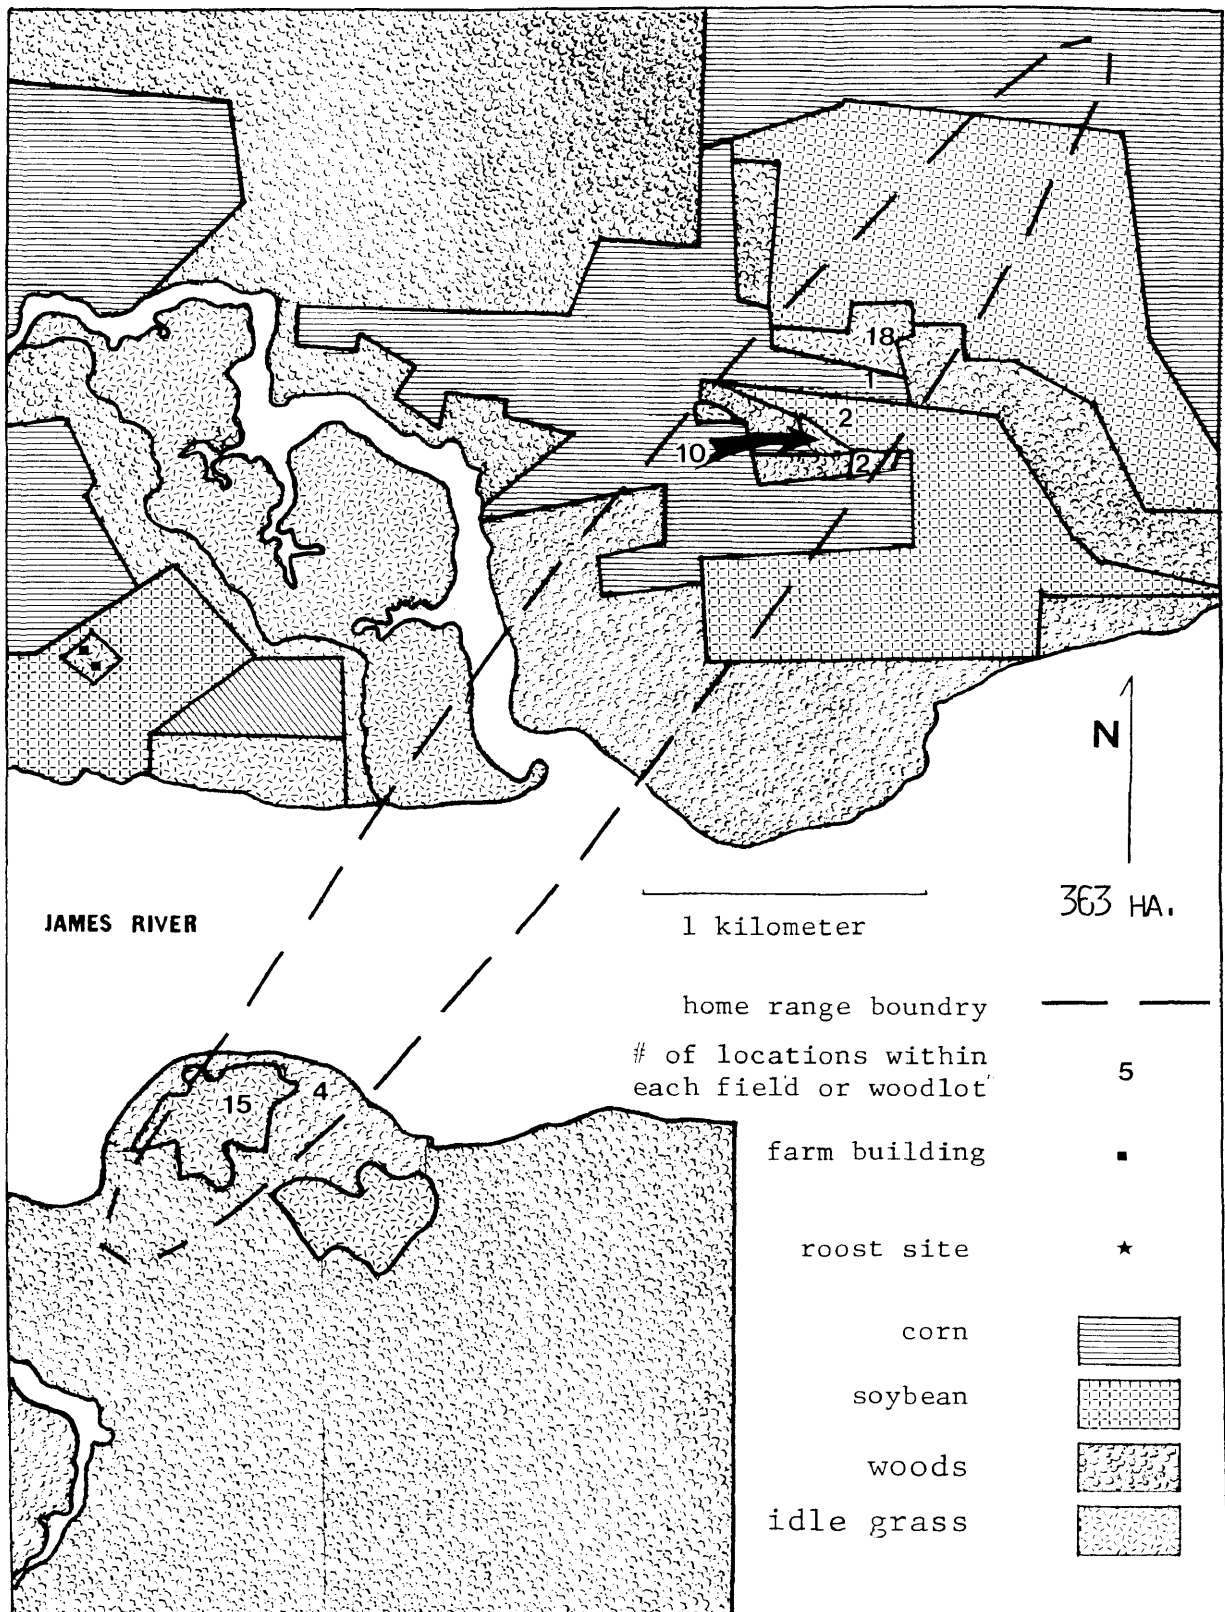 18
1
2
10
2
N
363 HA.
JAMES RIVER
1 kilometer
home range boundry
# of locations within
each field or woodlot
5
15
4
farm building
roost site
corn
soybean
woods
idle grass